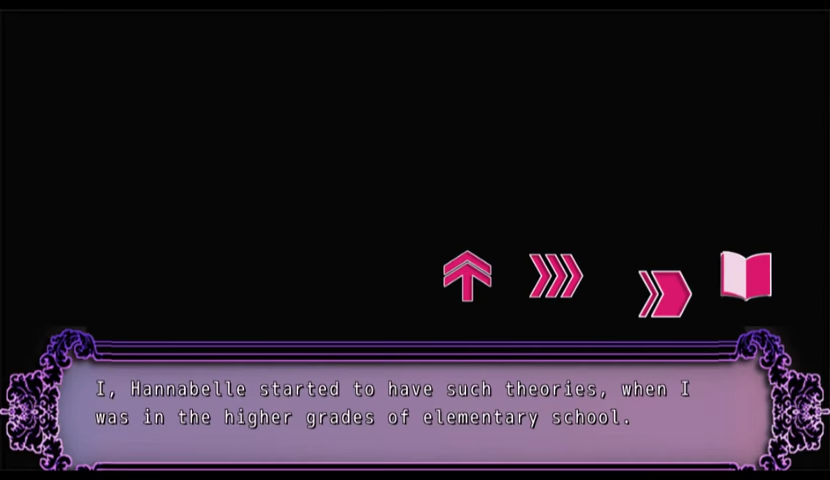 I, Hannabelle started to have such theories, when I
was in the higher grades of elementary school.